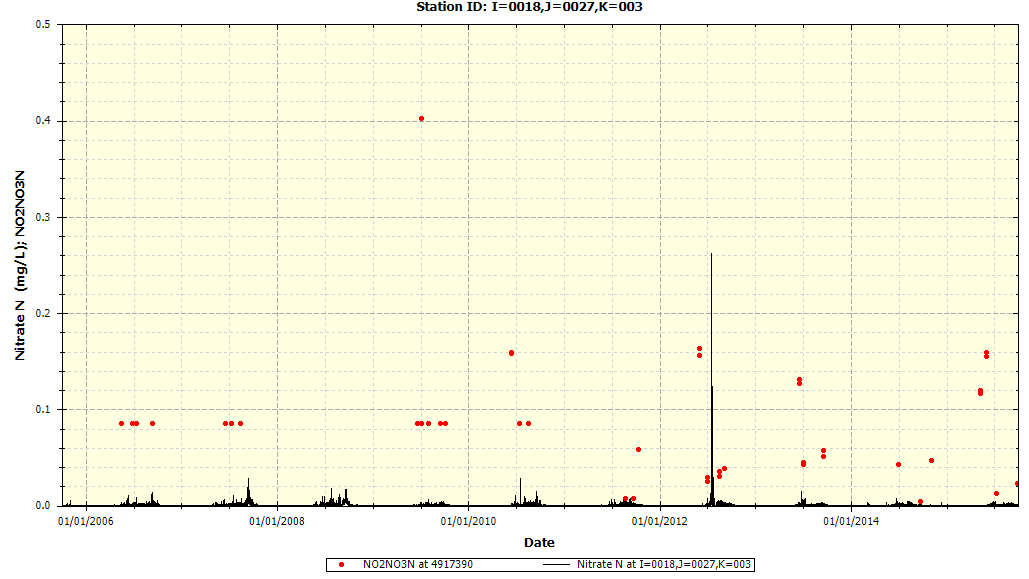 Station ID: I=0018,J=0027,K=003
0.5
0.4
0.3
0.2
0.1
0.0
Nitrate N (mg/L); NO2NO3N
01/01/2006 01/01/2008 01/01/2010 01/01/2012 01/01/2014
Date
NO2NO3N at 4917390 Nitrate N at I=0018,J=0027,K=003